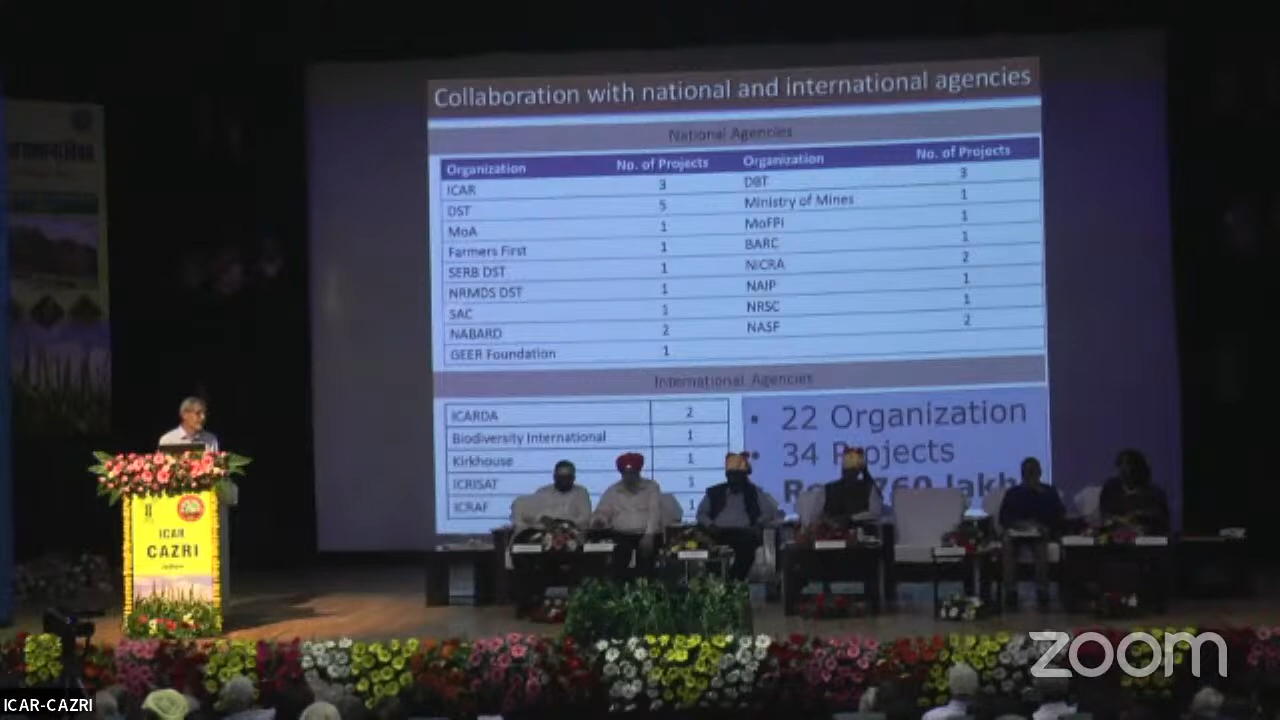 Collaboration with national and international agencies
National Agencies
Organization No. of Projects Organization No. of Projects
ICAR 3 DBT 3
DST 5 Ministry of Mines 1
MoA 1 MoFPI 1
Farmers First 1 BARC 1
SERB DST 1 NICRA 2
NRMDS DST 1 NAIP 1
SAC 1 NRSC 1
NABARD 2 NASF 2
GEER Foundation 1
International Agencies
ICARDA 2
Biodiversity International 1
Kirkhouse 1
ICRISAT 1
ICRAF 1
• 22 Organization
• 34 Projects
760 lakh
ICAR
CAZRI
zoom
ICAR-CAZRI